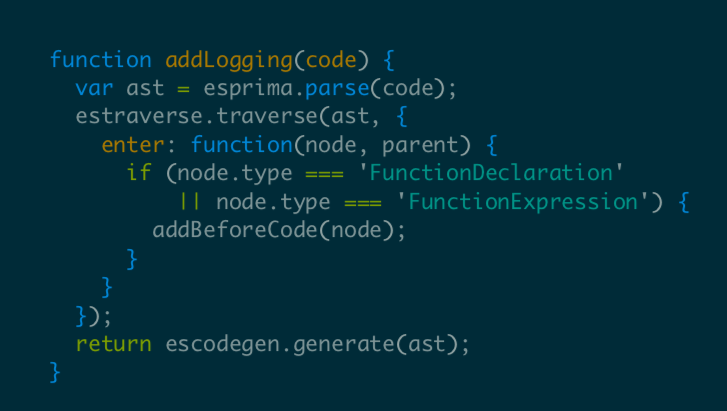 function addLogging(code) {
  var ast = esprima.parse(code);
  estraverse.traverse(ast, {
    enter: function(node, parent) {
      if (node.type === 'FunctionDeclaration'
          || node.type === 'FunctionExpression') {
        addBeforeCode(node);
      }
    }
  });
  return escodegen.generate(ast);
}